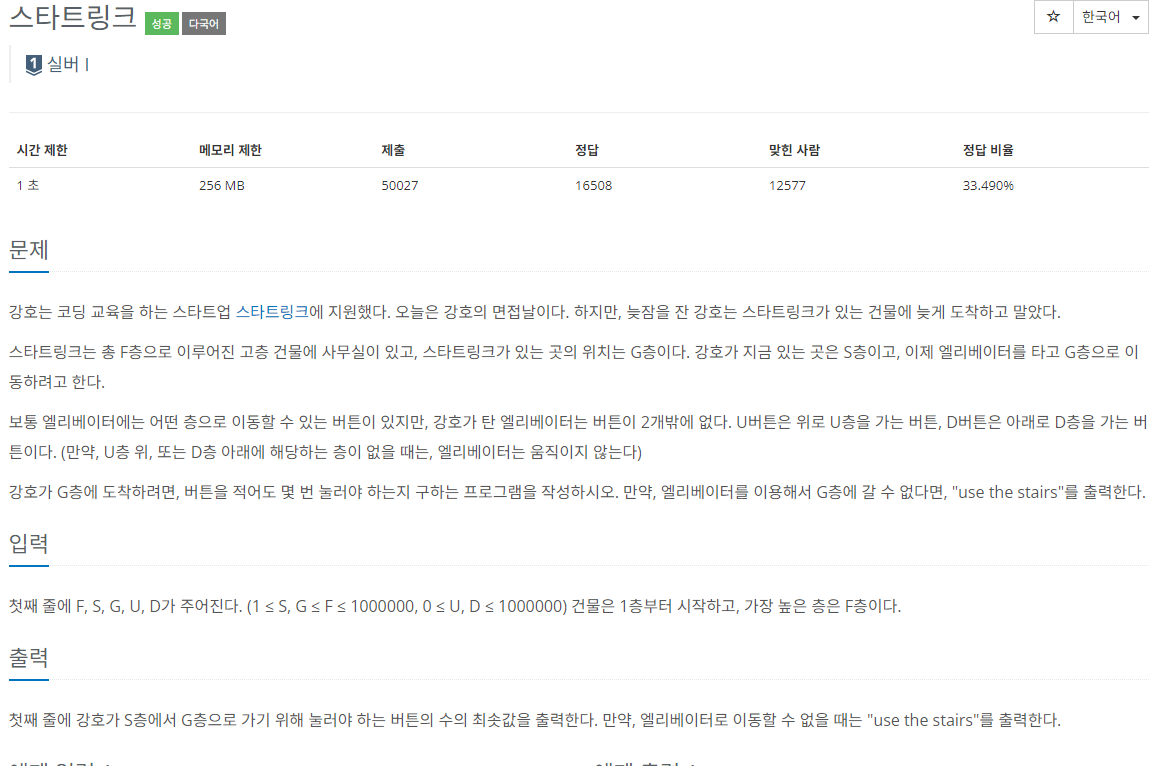 스타트링크 성공 다국어
☆ 한국어
1 실버 I
시간 제한 메모리 제한 제출 정답 맞힌 사람 정답 비율
1 초 256 MB 50027 16508 12577 33.490%
문제
강호는 코딩 교육을 하는 스타트업 스타트링크에 지원했다. 오늘은 강호의 면접날이다. 하지만, 늦잠을 잔 강호는 스타트링크가 있는 건물에 늦게 도착하고 말았다.
스타트링크는 총 F층으로 이루어진 고층 건물에 사무실이 있고, 스타트링크가 있는 곳의 위치는 G층이다. 강호가 지금 있는 곳은 S층이고, 이제 엘리베이터를 타고 G층으로 이
동하려고 한다.
보통 엘리베이터에는 어떤 층으로 이동할 수 있는 버튼이 있지만, 강호가 탄 엘리베이터는 버튼이 2개밖에 없다. U버튼은 위로 U층을 가는 버튼, D버튼은 아래로 D층을 가는 버
튼이다. (만약, U층 위, 또는 D층 아래에 해당하는 층이 없을 때는, 엘리베이터는 움직이지 않는다)
강호가 G층에 도착하려면, 버튼을 적어도 몇 번 눌러야 하는지 구하는 프로그램을 작성하시오. 만약, 엘리베이터를 이용해서 G층에 갈 수 없다면, "use the stairs"를 출력한다.
입력
첫째 줄에 F, S, G, U, D가 주어진다. (1 ≤ S, G ≤ F ≤ 1000000, 0 ≤ U, D ≤ 1000000) 건물은 1층부터 시작하고, 가장 높은 층은 F층이다.
출력
첫째 줄에 강호가 S층에서 G층으로 가기 위해 눌러야 하는 버튼의 수의 최솟값을 출력한다. 만약, 엘리베이터로 이동할 수 없을 때는 "use the stairs"를 출력한다.